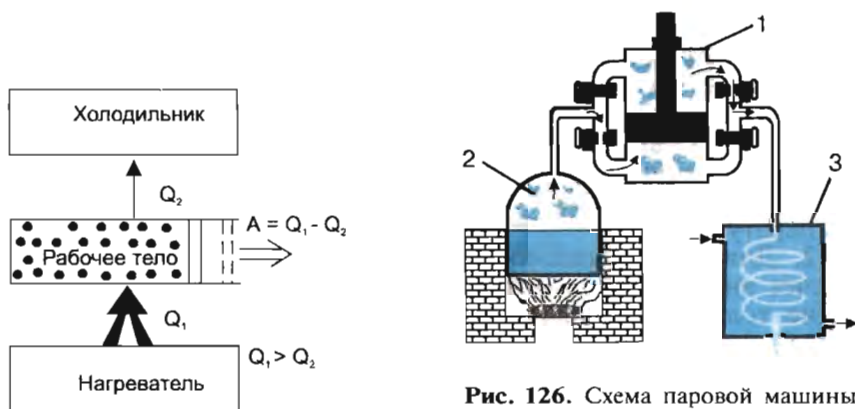 Холодильник
Q₂
A = Q₁ - Q₂
Рабочее тело
Q₁
Q₁ > Q₂
Нагреватель
1
2
3
Рис. 126. Схема паровой машины